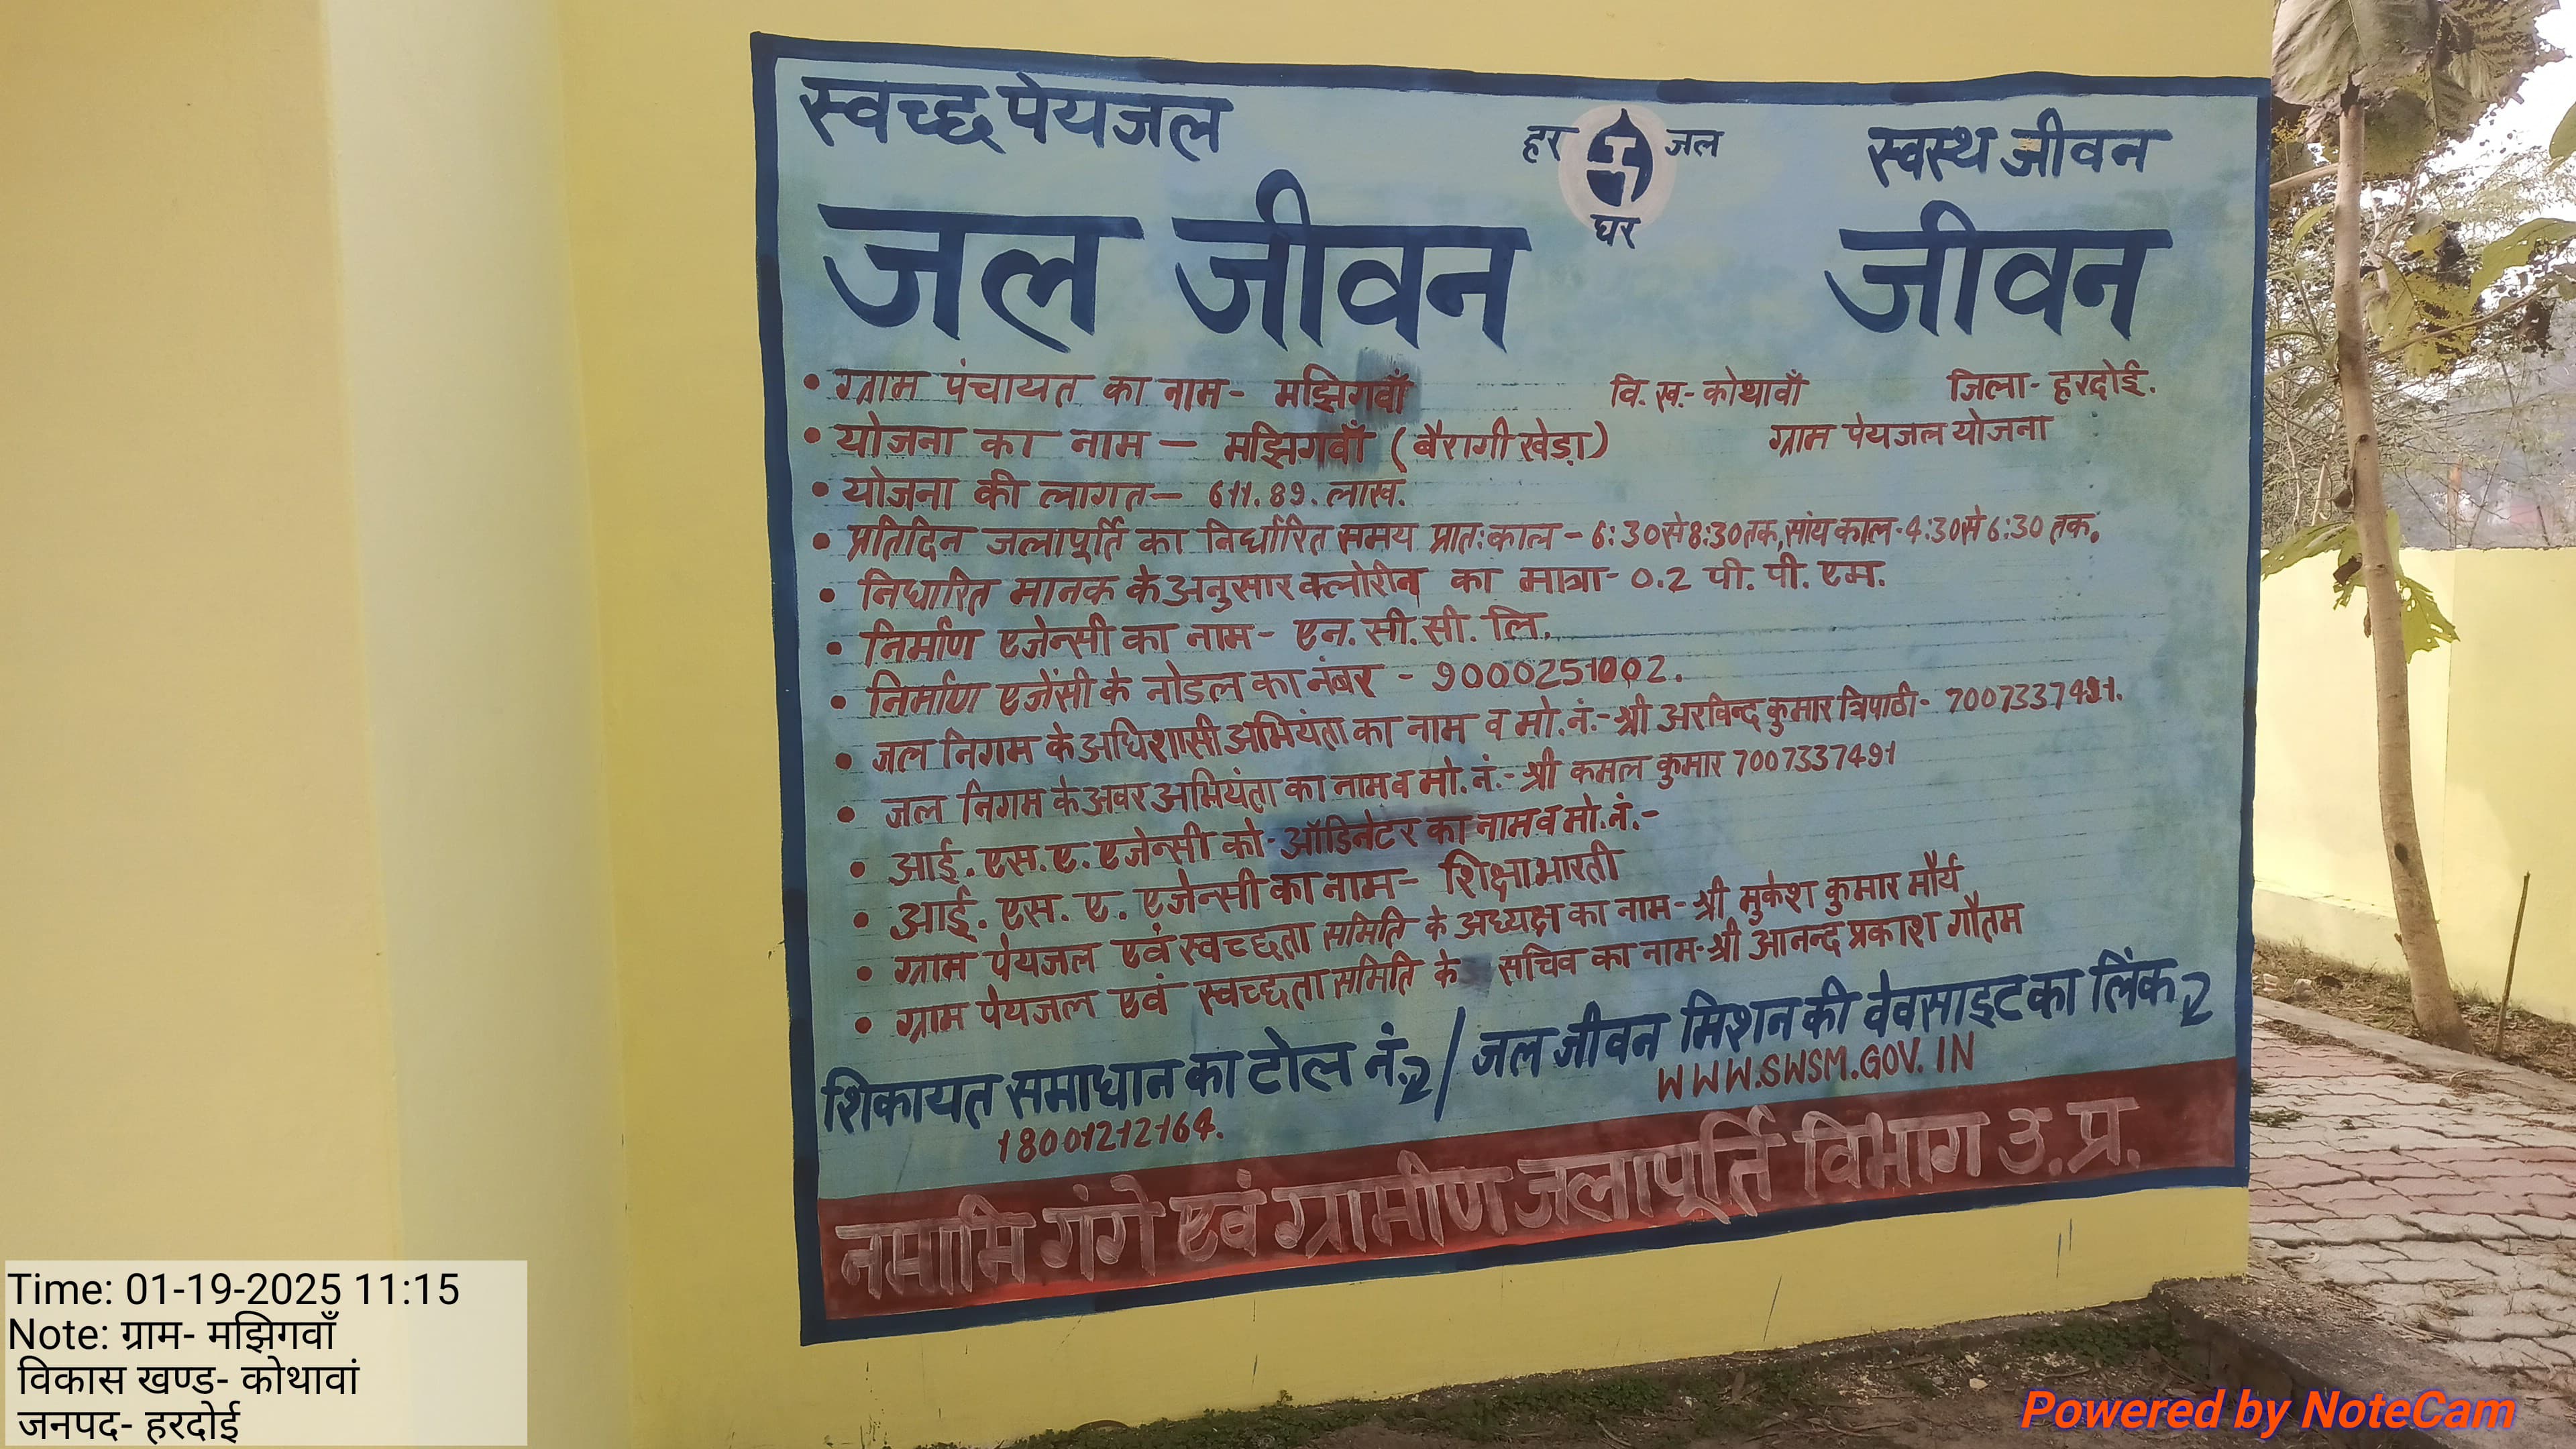 स्वच्छ पेयजल
हर जल
घर
स्वस्थ जीवन
जल जीवन जीवन
• ग्राम पंचायत का नाम- मझिगवाँ वि. ख.- कोथावाँ जिला- हरदोई.
• योजना का नाम – मझिगवाँ (बैरागी खेड़ा) ग्राम पेयजल योजना
• योजना की लागत – 611.89. लाख.
• प्रतिदिन जलापूर्ति का निर्धारित समय प्रातःकाल - 6:30 से 8:30 तक, सांय काल - 4:30 से 6:30 तक.
• निधारित मानक के अनुसार क्लोरीन का मात्रा- 0.2 पी. पी. एम.
• निर्माण एजेन्सी का नाम- एन. सी. सी. लि.
• निर्माण एजेंसी के नोडल का नंबर - 9000251002.
• जल निगम के अधिशासी अभियंता का नाम व मो. नं.- श्री अरविन्द कुमार त्रिपाठी- 7007337491.
• जल निगम के अवर अभियंता का नाम व मो. नं.- श्री कमल कुमार 7007337491
• आई. एस. ए. एजेन्सी को-ऑडिनेटर का नाम व मो. नं.-
• आई. एस. ए. एजेन्सी का नाम- शिक्षा भारती
• ग्राम पेयजल एवं स्वच्छता समिति के अध्यक्ष का नाम- श्री मुकेश कुमार मौर्य
• ग्राम पेयजल एवं स्वच्छता समिति के सचिव का नाम- श्री आनन्द प्रकाश गौतम
शिकायत समाधान का टोल नं. / जल जीवन मिशन की वेवसाइट का लिंक
18001212164. WWW.SWSM.GOV.IN
नमामि गंगे एवं ग्रामीण जलापूर्ति विभाग उ.प्र.
Time: 01-19-2025 11:15
Note: ग्राम- मझिगवाँ
विकास खण्ड- कोथावां
जनपद- हरदोई
Powered by NoteCam